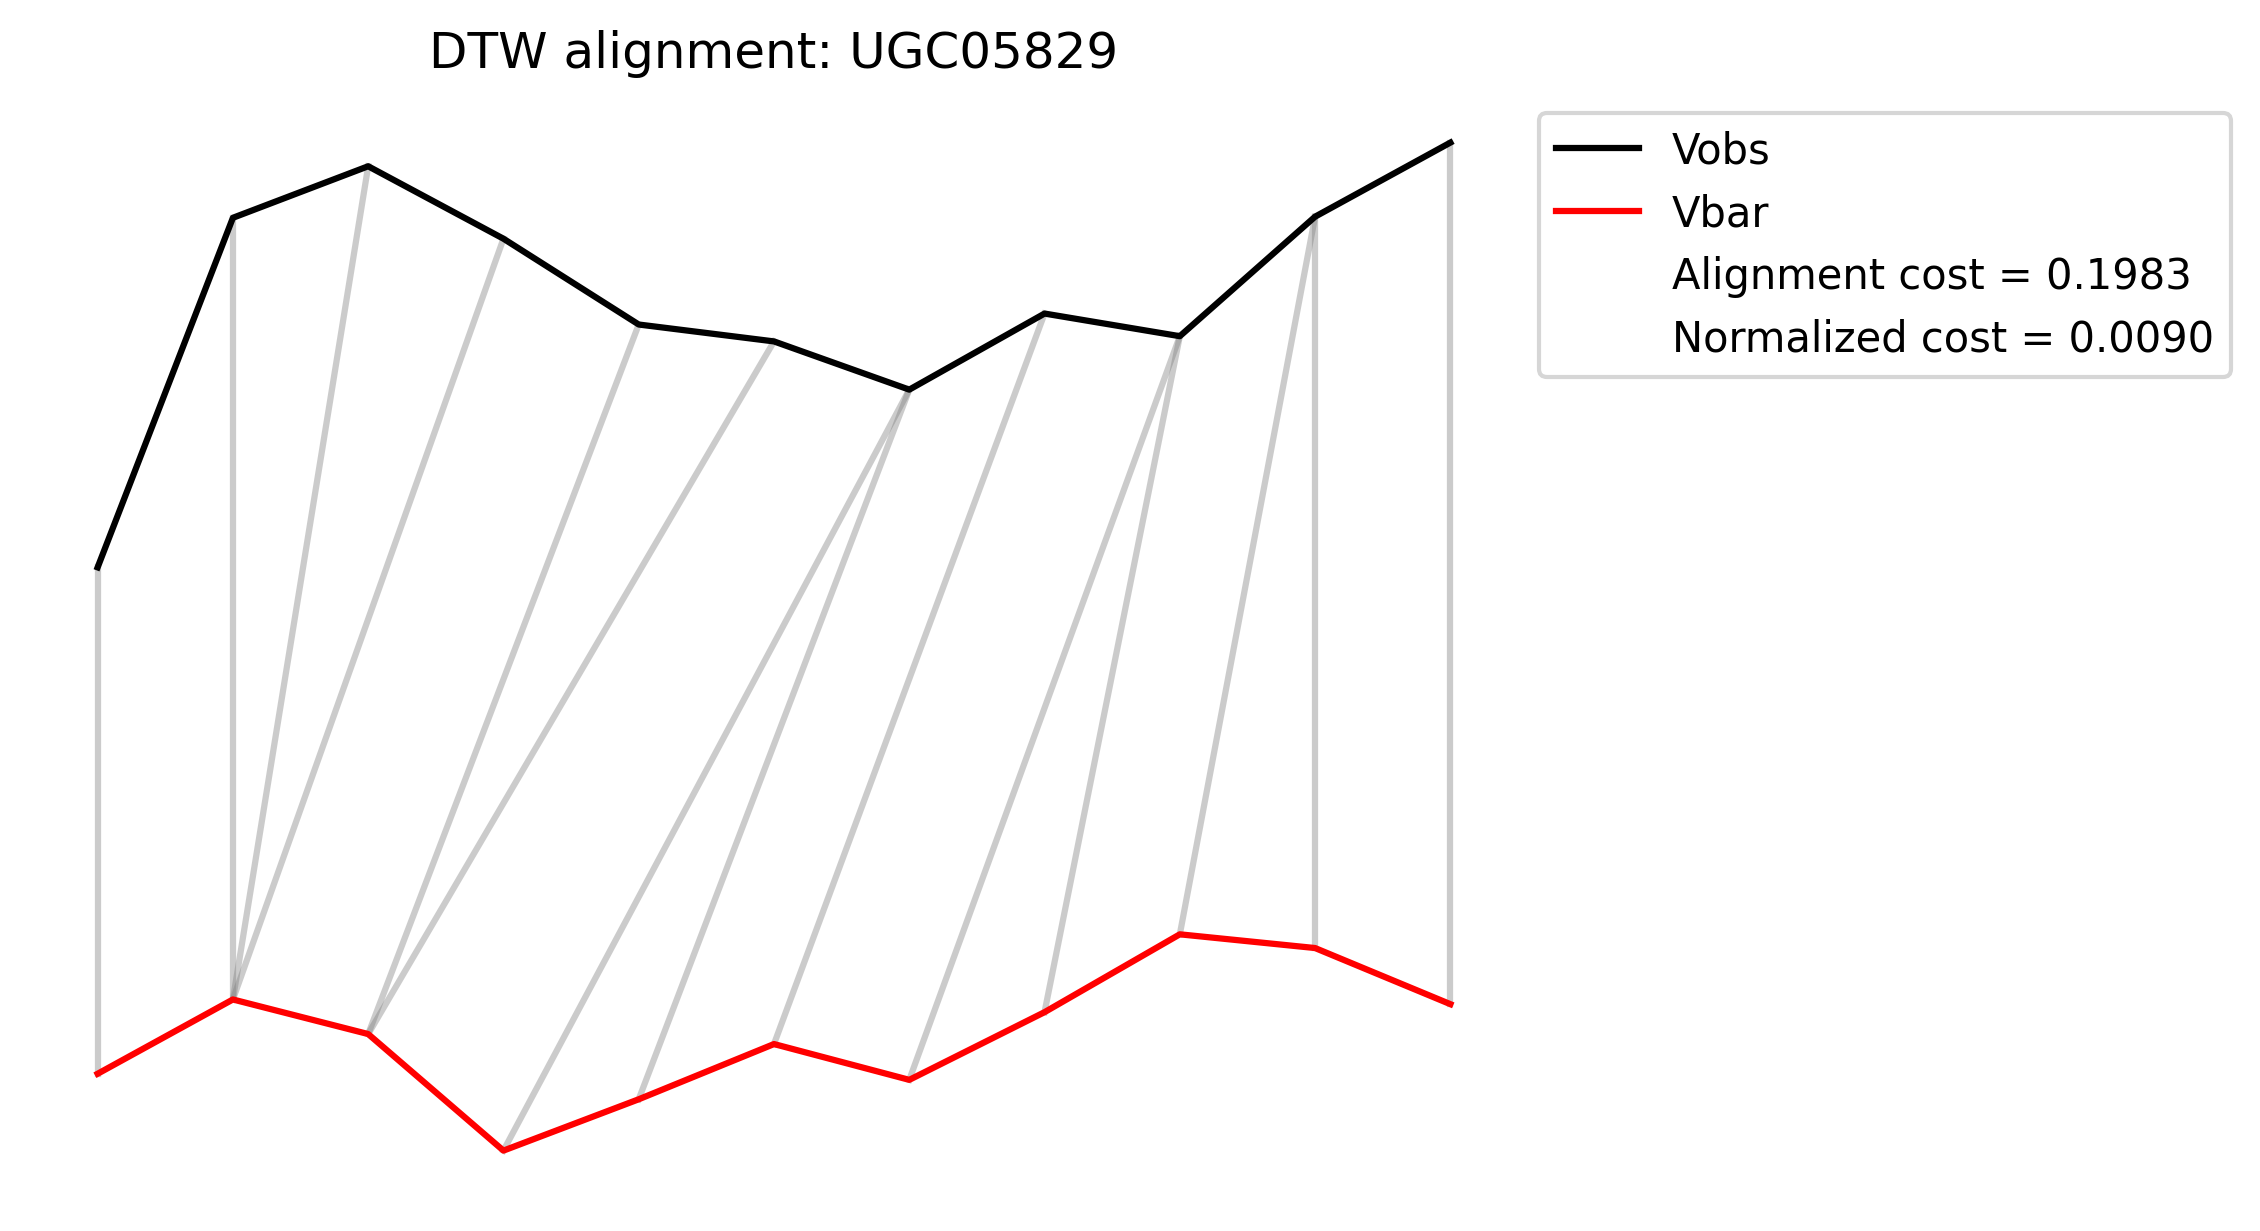 DTW alignment: UGC05829
Vobs
Vbar
Alignment cost = 0.1983
Normalized cost = 0.0090